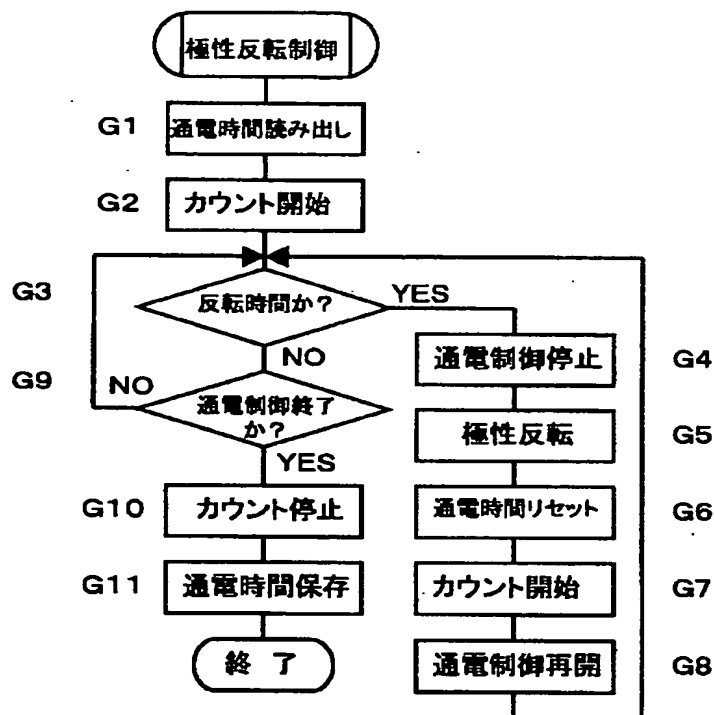 極性反転制御
G1
通電時間読み出し
G2
カウント開始
G3
反転時間か?
YES
NO
G9
NO
通電制御終了
か?
YES
G10
カウント停止
G11
通電時間保存
終 了
通電制御停止
G4
極性反転
G5
通電時間リセット
G6
カウント開始
G7
通電制御再開
G8